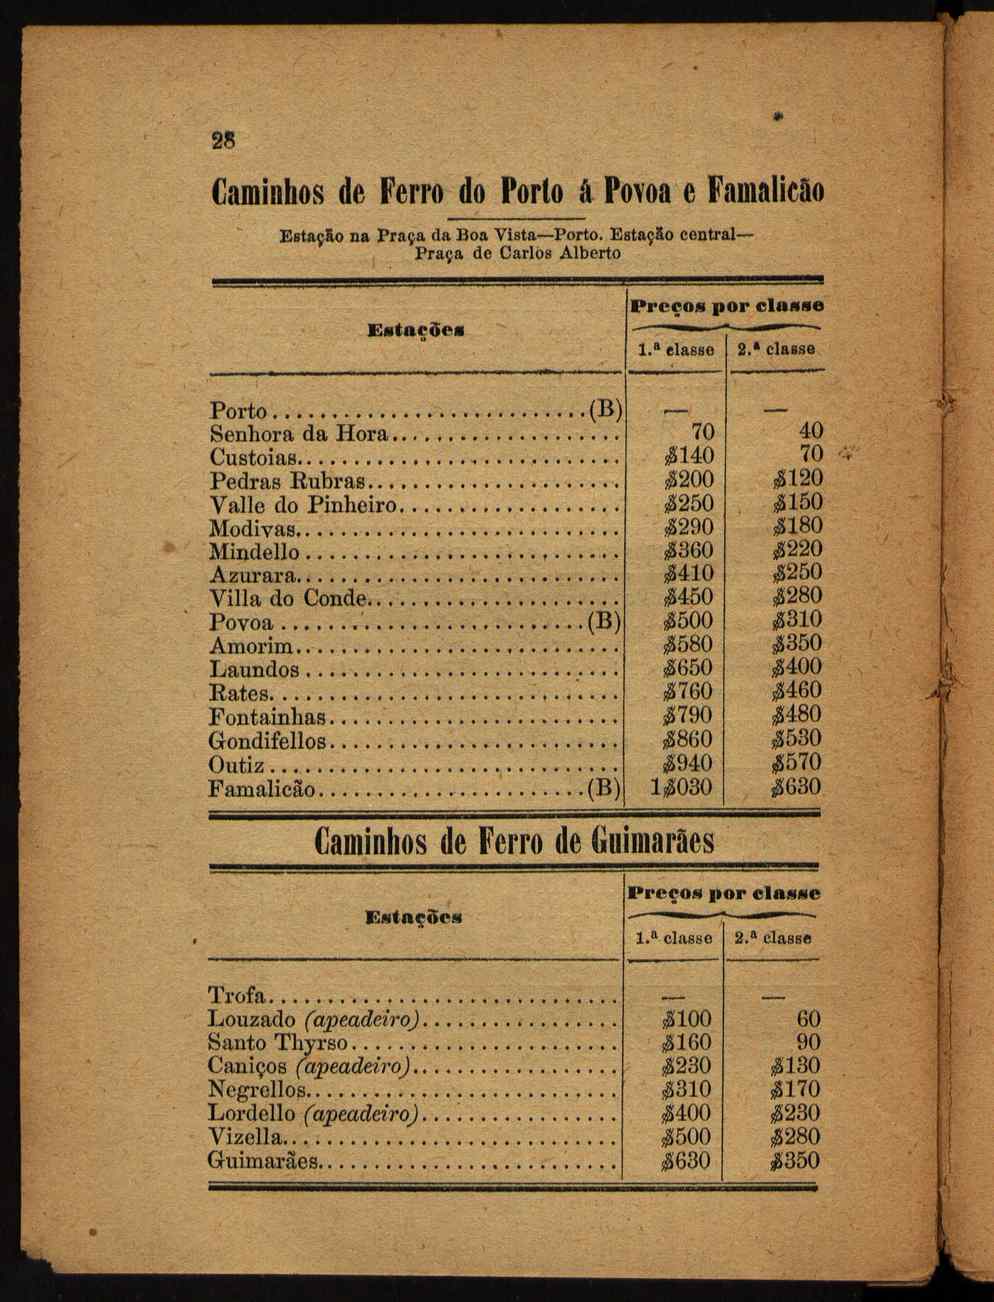 28
Caminhos de Ferro do Porto á Povoa e Famalicão
Estação na Praça da Boa Vista—Porto. Estação central—
Praça de Carlos Alberto
Estações
Preços por classe
1.ª classe 2.ª classe
Porto (B) — —
Senhora da Hora 70 40
Custoias $140 70
Pedras Rubras $200 $120
Valle do Pinheiro $250 $150
Modivas $290 $180
Mindello $360 $220
Azurara $410 $250
Villa do Conde $450 $280
Povoa (B) $500 $310
Amorim $580 $350
Laundos $650 $400
Rates $760 $460
Fontainhas $790 $480
Gondifellos $860 $530
Outiz $940 $570
Famalicão (B) 1$030 $630
Caminhos de Ferro de Guimarães
Estações
Preços por classe
1.ª classe 2.ª classe
Trofa — —
Louzado (apeadeiro) $100 60
Santo Thyrso $160 90
Caniços (apeadeiro) $230 $130
Negrellos $310 $170
Lordello (apeadeiro) $400 $230
Vizella $500 $280
Guimarães $630 $350